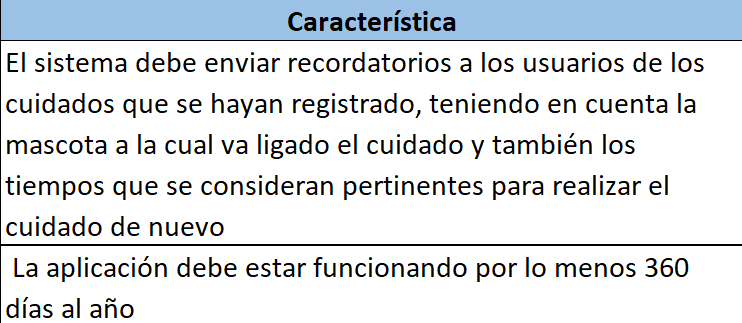 Característica
El sistema debe enviar recordatorios a los usuarios de los
cuidados que se hayan registrado, teniendo en cuenta la
mascota a la cual va ligado el cuidado y también los
tiempos que se consideran pertinentes para realizar el
cuidado de nuevo
La aplicación debe estar funcionando por lo menos 360
días al año